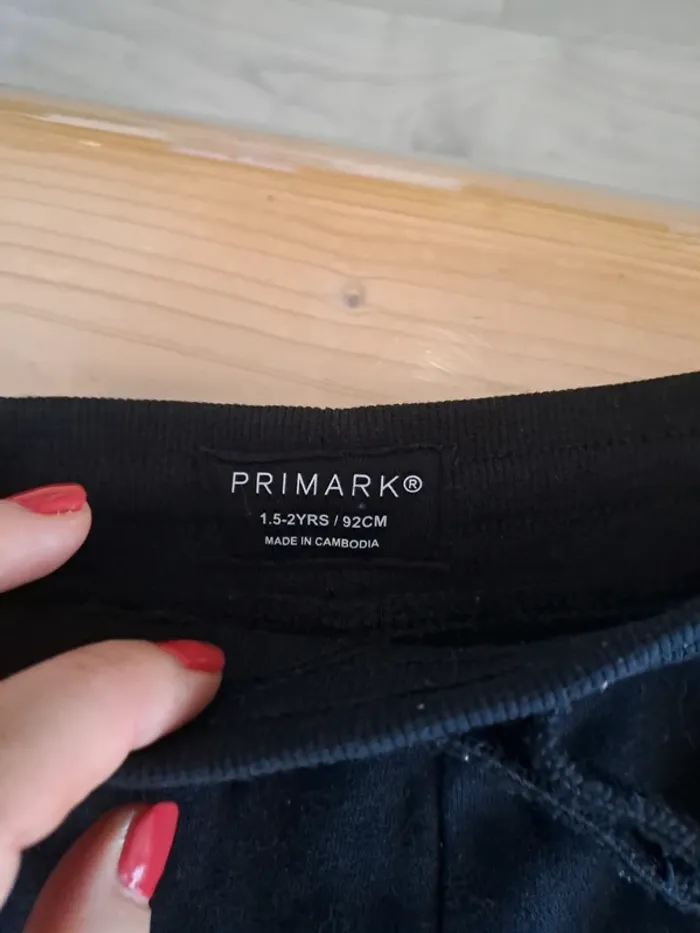 PRIMARK®
1.5-2YRS / 92CM
MADE IN CAMBODIA